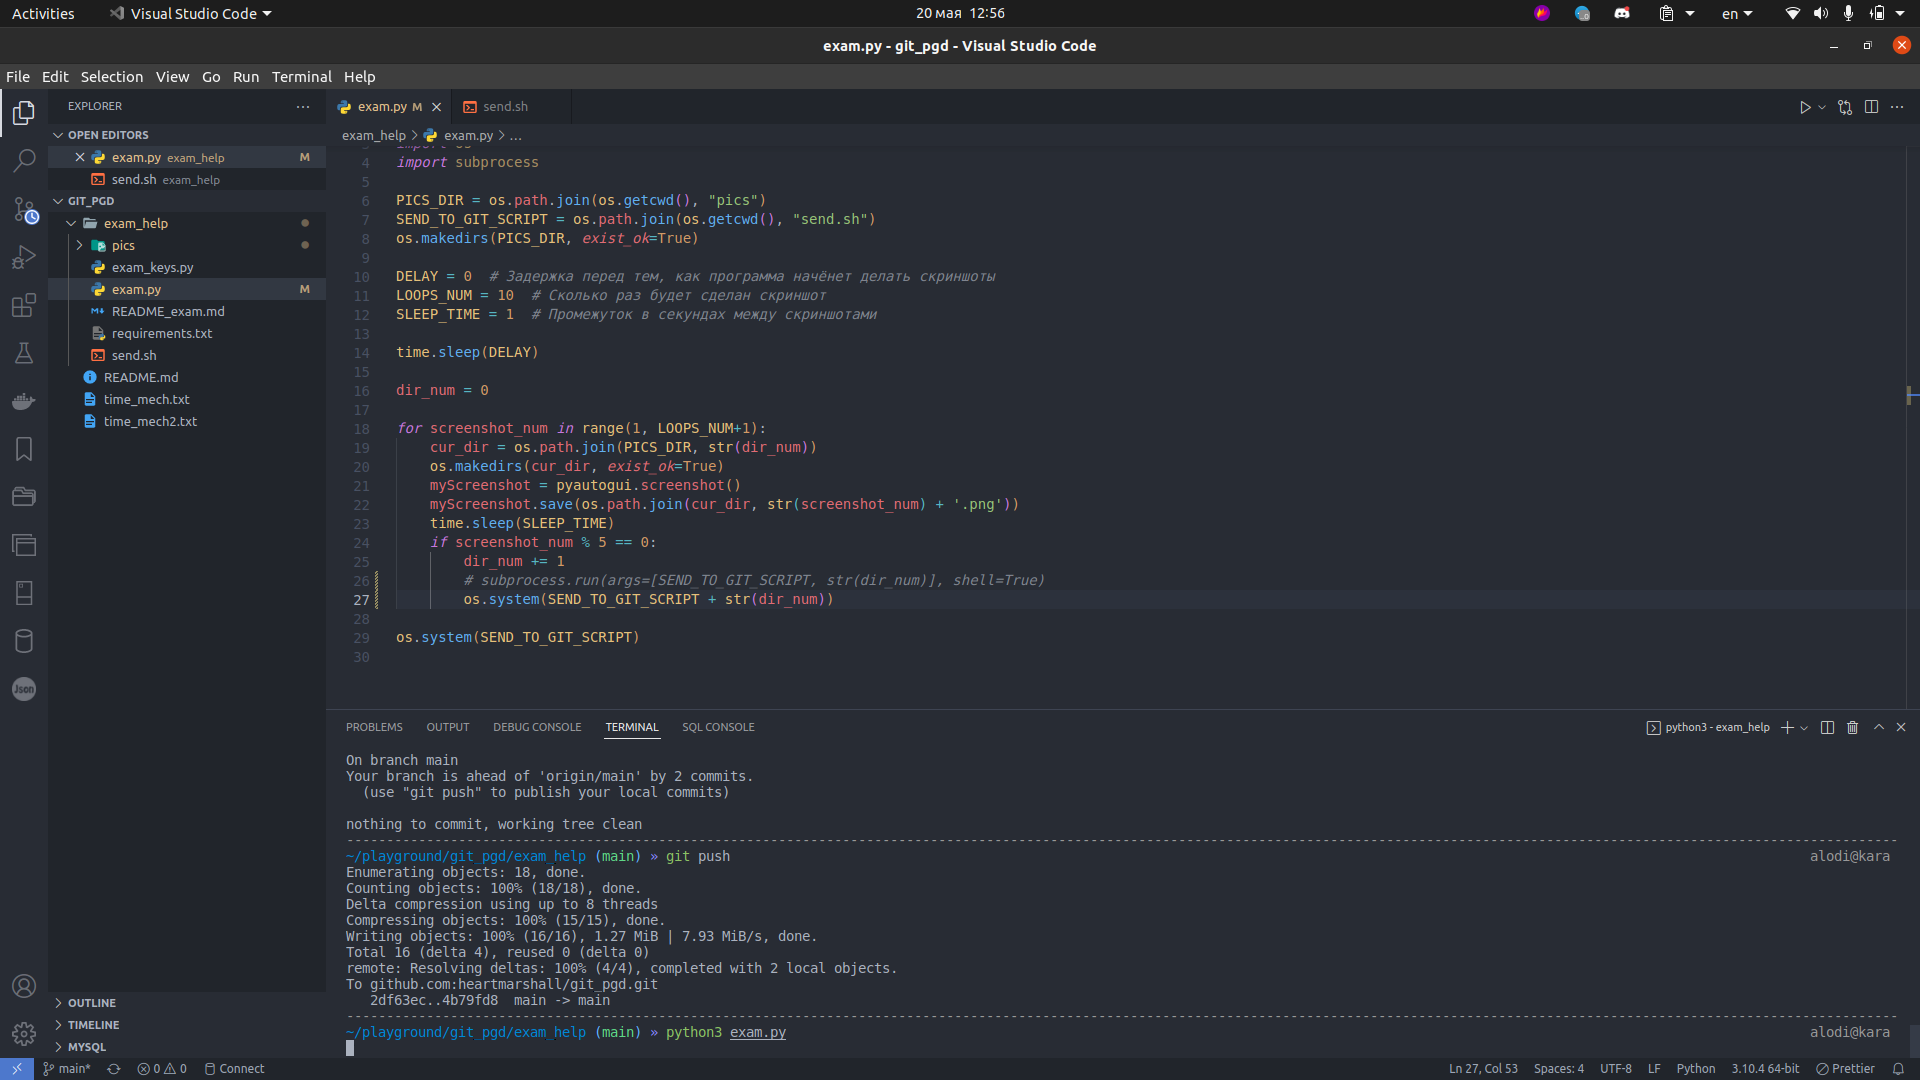 Activities
Visual Studio Code
20 мая 12:56
en
exam.py - git_pgd - Visual Studio Code
File Edit Selection View Go Run Terminal Help
EXPLORER
OPEN EDITORS
exam.py exam_help M
send.sh exam_help
GIT_PGD
exam_help
pics
exam_keys.py
exam.py M
README_exam.md
requirements.txt
send.sh
README.md
time_mech.txt
time_mech2.txt
OUTLINE
TIMELINE
MYSQL
Json
exam.py M
send.sh
exam_help > exam.py > ...
3 import os
4 import subprocess
5
6 PICS_DIR = os.path.join(os.getcwd(), "pics")
7 SEND_TO_GIT_SCRIPT = os.path.join(os.getcwd(), "send.sh")
8 os.makedirs(PICS_DIR, exist_ok=True)
9
10 DELAY = 0  # Задержка перед тем, как программа начёнет делать скриншоты
11 LOOPS_NUM = 10  # Сколько раз будет сделан скриншот
12 SLEEP_TIME = 1  # Промежуток в секундах между скриншотами
13
14 time.sleep(DELAY)
15
16 dir_num = 0
17
18 for screenshot_num in range(1, LOOPS_NUM+1):
19     cur_dir = os.path.join(PICS_DIR, str(dir_num))
20     os.makedirs(cur_dir, exist_ok=True)
21     myScreenshot = pyautogui.screenshot()
22     myScreenshot.save(os.path.join(cur_dir, str(screenshot_num) + '.png'))
23     time.sleep(SLEEP_TIME)
24     if screenshot_num % 5 == 0:
25         dir_num += 1
26         # subprocess.run(args=[SEND_TO_GIT_SCRIPT, str(dir_num)], shell=True)
27         os.system(SEND_TO_GIT_SCRIPT + str(dir_num))
28
29 os.system(SEND_TO_GIT_SCRIPT)
30
PROBLEMS OUTPUT DEBUG CONSOLE TERMINAL SQL CONSOLE
python3 - exam_help
On branch main
Your branch is ahead of 'origin/main' by 2 commits.
  (use "git push" to publish your local commits)
nothing to commit, working tree clean
~/playground/git_pgd/exam_help (main) » git push alodi@kara
Enumerating objects: 18, done.
Counting objects: 100% (18/18), done.
Delta compression using up to 8 threads
Compressing objects: 100% (15/15), done.
Writing objects: 100% (16/16), 1.27 MiB | 7.93 MiB/s, done.
Total 16 (delta 4), reused 0 (delta 0)
remote: Resolving deltas: 100% (4/4), completed with 2 local objects.
To github.com:heartmarshall/git_pgd.git
   2df63ec..4b79fd8  main -> main
~/playground/git_pgd/exam_help (main) » python3 exam.py alodi@kara
main* 0 0 Connect
Ln 27, Col 53 Spaces: 4 UTF-8 LF Python 3.10.4 64-bit Prettier